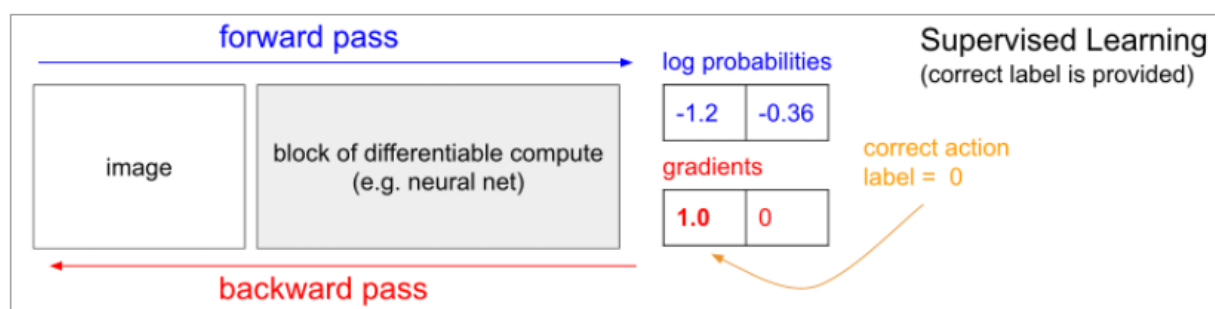 forward pass
Supervised Learning
(correct label is provided)
log probabilities
-1.2 -0.36
image
block of differentiable compute
(e.g. neural net)
correct action
label = 0
gradients
1.0 0
backward pass